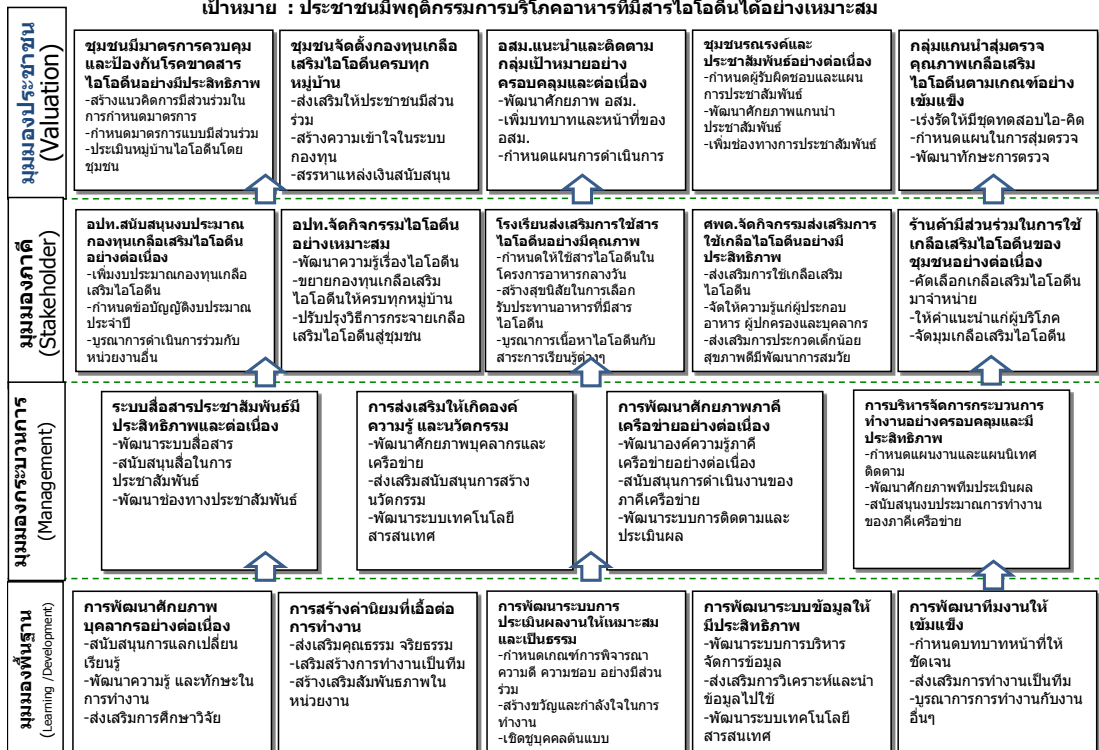 เป้าหมาย : ประชาชนมีพฤติกรรมการบริโภคอาหารที่มีสารไอโอดีนได้อย่างเหมาะสม
มุมมองประชาชน
(Valuation)
ชุมชนมีมาตรการควบคุม
และป้องกันโรคขาดสาร
ไอโอดีนอย่างมีประสิทธิภาพ
-สร้างแนวคิดการมีส่วนร่วมใน
การกำหนดมาตรการ
-กำหนดมาตรการแบบมีส่วนร่วม
-ประเมินหมู่บ้านไอโอดีนโดย
ชุมชน
ชุมชนจัดตั้งกองทุนเกลือ
เสริมไอโอดีนครบทุก
หมู่บ้าน
-ส่งเสริมให้ประชาชนมีส่วน
ร่วม
-สร้างความเข้าใจในระบบ
กองทุน
-สรรหาแหล่งเงินสนับสนุน
อสม.แนะนำและติดตาม
กลุ่มเป้าหมายอย่าง
ครอบคลุมและต่อเนื่อง
-พัฒนาศักยภาพ อสม.
-เพิ่มบทบาทและหน้าที่ของ
อสม.
-กำหนดแผนการดำเนินการ
ชุมชนรณรงค์และ
ประชาสัมพันธ์อย่างต่อเนื่อง
-กำหนดผู้รับผิดชอบและแผน
การประชาสัมพันธ์
-พัฒนาศักยภาพแกนนำ
ประชาสัมพันธ์
-เพิ่มช่องทางการประชาสัมพันธ์
กลุ่มแกนนำสุ่มตรวจ
คุณภาพเกลือเสริม
ไอโอดีนตามเกณฑ์อย่าง
เข้มแข็ง
-เร่งรัดให้มีชุดทดสอบไอ-คิด
-กำหนดแผนในการสุ่มตรวจ
-พัฒนาทักษะการตรวจ
มุมมองภาคี
(Stakeholder)
อปท.สนับสนุนงบประมาณ
กองทุนเกลือเสริมไอโอดีน
อย่างต่อเนื่อง
-เพิ่มงบประมาณกองทุนเกลือ
เสริมไอโอดีน
-กำหนดข้อบัญญัติงบประมาณ
ประจำปี
-บูรณาการดำเนินการร่วมกับ
หน่วยงานอื่น
อปท.จัดกิจกรรมไอโอดีน
อย่างเหมาะสม
-พัฒนาความรู้เรื่องไอโอดีน
-ขยายกองทุนเกลือเสริม
ไอโอดีนให้ครบทุกหมู่บ้าน
-ปรับปรุงวิธีการกระจายเกลือ
เสริมไอโอดีนสู่ชุมชน
โรงเรียนส่งเสริมการใช้สาร
ไอโอดีนอย่างมีคุณภาพ
-กำหนดให้ใช้สารไอโอดีนใน
โครงการอาหารกลางวัน
-สร้างสุขนิสัยในการเลือก
รับประทานอาหารที่มีสาร
ไอโอดีน
-บูรณาการเนื้อหาไอโอดีนกับ
สาระการเรียนรู้ต่างๆ
ศพด.จัดกิจกรรมส่งเสริมการ
ใช้เกลือไอโอดีนอย่างมี
ประสิทธิภาพ
-ส่งเสริมการใช้เกลือเสริม
ไอโอดีน
-จัดให้ความรู้แก่ผู้ประกอบ
อาหาร ผู้ปกครองและบุคลากร
-ส่งเสริมการประกวดเด็กน้อย
สุขภาพดีมีพัฒนาการสมวัย
ร้านค้ามีส่วนร่วมในการใช้
เกลือเสริมไอโอดีนของ
ชุมชนอย่างต่อเนื่อง
-คัดเลือกเกลือเสริมไอโอดีน
มาจำหน่าย
-ให้คำแนะนำแก่ผู้บริโภค
-จัดมุมเกลือเสริมไอโอดีน
มุมมองกระบวนการ
(Management)
ระบบสื่อสารประชาสัมพันธ์มี
ประสิทธิภาพและต่อเนื่อง
-พัฒนาระบบสื่อสาร
-สนับสนุนสื่อในการ
ประชาสัมพันธ์
-พัฒนาช่องทางประชาสัมพันธ์
การส่งเสริมให้เกิดองค์
ความรู้ และนวัตกรรม
-พัฒนาศักยภาพบุคลากรและ
เครือข่าย
-ส่งเสริมสนับสนุนการสร้าง
นวัตกรรม
-พัฒนาระบบเทคโนโลยี
สารสนเทศ
การพัฒนาศักยภาพภาคี
เครือข่ายอย่างต่อเนื่อง
-พัฒนาองค์ความรู้ภาคี
เครือข่ายอย่างต่อเนื่อง
-สนับสนุนการดำเนินงานของ
ภาคีเครือข่าย
-พัฒนาระบบการติดตามและ
ประเมินผล
การบริหารจัดการกระบวนการ
ทำงานอย่างครอบคลุมและมี
ประสิทธิภาพ
-กำหนดแผนงานและแผนนิเทศ
ติดตาม
-พัฒนาศักยภาพทีมประเมินผล
-สนับสนุนงบประมาณการทำงาน
ของภาคีเครือข่าย
มุมมองพื้นฐาน
(Learning /Development)
การพัฒนาศักยภาพ
บุคลากรอย่างต่อเนื่อง
-สนับสนุนการแลกเปลี่ยน
เรียนรู้
-พัฒนาความรู้ และทักษะใน
การทำงาน
-ส่งเสริมการศึกษาวิจัย
การสร้างค่านิยมที่เอื้อต่อ
การทำงาน
-ส่งเสริมคุณธรรม จริยธรรม
-เสริมสร้างการทำงานเป็นทีม
-สร้างเสริมสัมพันธภาพใน
หน่วยงาน
การพัฒนาระบบการ
ประเมินผลงานให้เหมาะสม
และเป็นธรรม
-กำหนดเกณฑ์การพิจารณา
ความดี ความชอบ อย่างมีส่วน
ร่วม
-สร้างขวัญและกำลังใจในการ
ทำงาน
-เชิดชูบุคคลต้นแบบ
การพัฒนาระบบข้อมูลให้
มีประสิทธิภาพ
-พัฒนาระบบการบริหาร
จัดการข้อมูล
-ส่งเสริมการวิเคราะห์และนำ
ข้อมูลไปใช้
-พัฒนาระบบเทคโนโลยี
สารสนเทศ
การพัฒนาทีมงานให้
เข้มแข็ง
-กำหนดบทบาทหน้าที่ให้
ชัดเจน
-ส่งเสริมการทำงานเป็นทีม
-บูรณาการการทำงานกับงาน
อื่นๆ